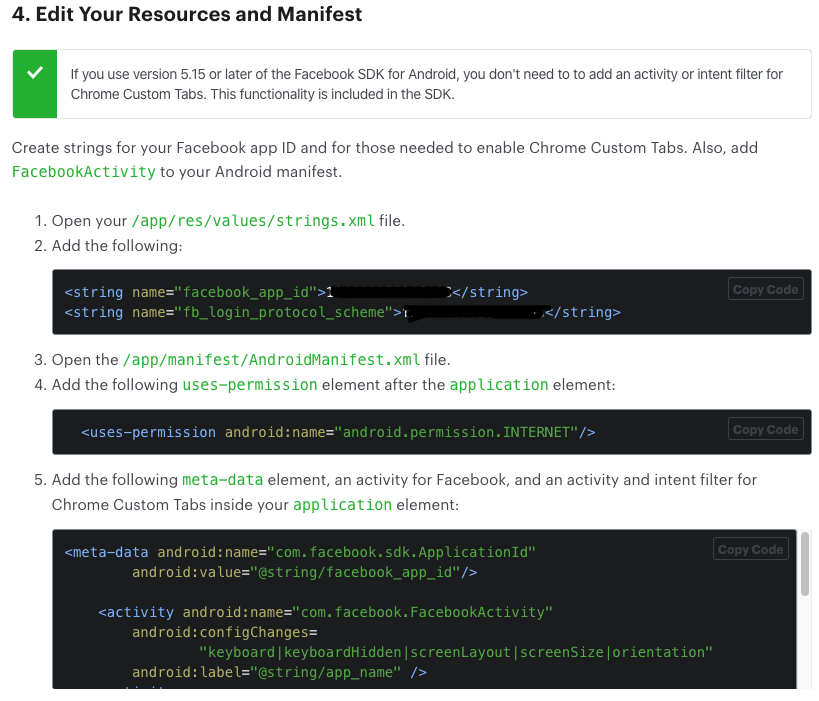 4. Edit Your Resources and Manifest
If you use version 5.15 or later of the Facebook SDK for Android, you don't need to to add an activity or intent filter for
Chrome Custom Tabs. This functionality is included in the SDK.
Create strings for your Facebook app ID and for those needed to enable Chrome Custom Tabs. Also, add
FacebookActivity to your Android manifest.
1. Open your /app/res/values/strings.xml file.
2. Add the following:
Copy Code
<string name="facebook_app_id"></string>
<string name="fb_login_protocol_scheme"></string>
3. Open the /app/manifest/AndroidManifest.xml file.
4. Add the following uses-permission element after the application element:
Copy Code
<uses-permission android:name="android.permission.INTERNET"/>
5. Add the following meta-data element, an activity for Facebook, and an activity and intent filter for
Chrome Custom Tabs inside your application element:
Copy Code
<meta-data android:name="com.facebook.sdk.ApplicationId"
android:value="@string/facebook_app_id"/>
<activity android:name="com.facebook.FacebookActivity"
android:configChanges=
"keyboard|keyboardHidden|screenLayout|screenSize|orientation"
android:label="@string/app_name" />